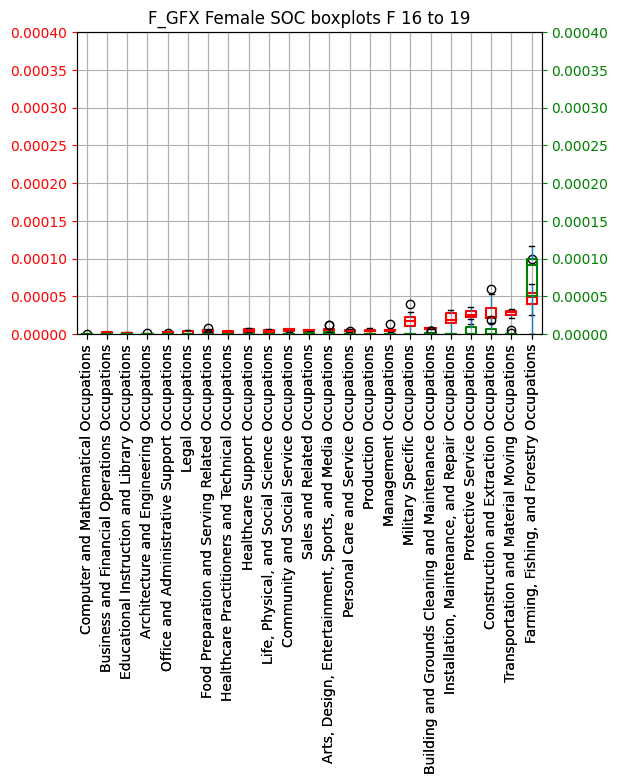 F_GFX Female SOC boxplots F 16 to 19
0.00040 0.00040
0.00035 0.00035
0.00030 0.00030
0.00025 0.00025
0.00020 0.00020
0.00015 0.00015
0.00010 0.00010
0.00005 0.00005
0.00000 0.00000
Computer and Mathematical Occupations
Business and Financial Operations Occupations
Educational Instruction and Library Occupations
Architecture and Engineering Occupations
Office and Administrative Support Occupations
Legal Occupations
Food Preparation and Serving Related Occupations
Healthcare Practitioners and Technical Occupations
Healthcare Support Occupations
Life, Physical, and Social Science Occupations
Community and Social Service Occupations
Sales and Related Occupations
Arts, Design, Entertainment, Sports, and Media Occupations
Personal Care and Service Occupations
Production Occupations
Management Occupations
Military Specific Occupations
Building and Grounds Cleaning and Maintenance Occupations
Installation, Maintenance, and Repair Occupations
Protective Service Occupations
Construction and Extraction Occupations
Transportation and Material Moving Occupations
Farming, Fishing, and Forestry Occupations